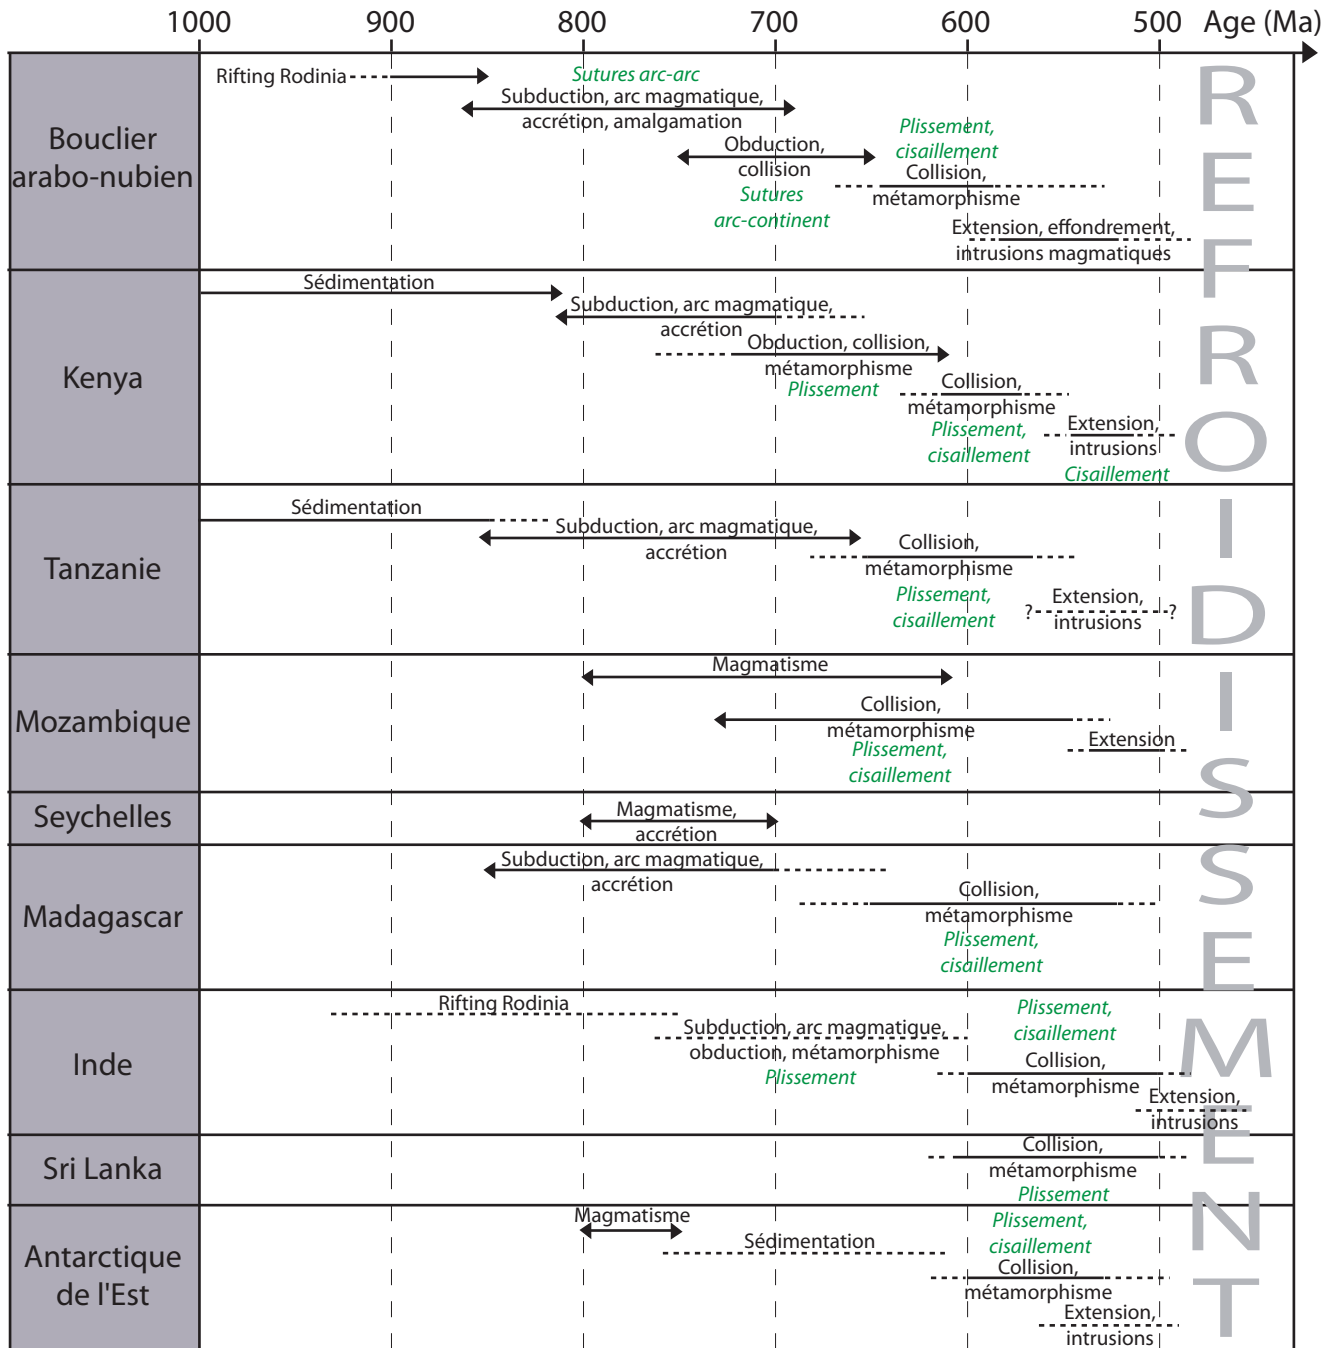 1000 900 800 700 600 500 Age (Ma)
Bouclier
arabo-nubien
Rifting Rodinia
Sutures arc-arc
Subduction, arc magmatique,
accrétion, amalgamation
Obduction,
collision
Sutures
arc-continent
Plissement,
cisaillement
Collision,
métamorphisme
Extension, effondrement,
intrusions magmatiques
Kenya
Sédimentation
Subduction, arc magmatique,
accrétion
Obduction, collision,
métamorphisme
Plissement
Collision,
métamorphisme
Plissement,
cisaillement
Extension,
intrusions
Cisaillement
Tanzanie
Sédimentation
Subduction, arc magmatique,
accrétion
Collision,
métamorphisme
Plissement,
cisaillement
Extension,
? ?
intrusions
Mozambique
Magmatisme
Collision,
métamorphisme
Plissement,
cisaillement
Extension
Seychelles
Magmatisme,
accrétion
Madagascar
Subduction, arc magmatique,
accrétion
Collision,
métamorphisme
Plissement,
cisaillement
Inde
Rifting Rodinia
Subduction, arc magmatigue,
obduction, métamorphisme
Plissement
Plissement,
cisaillement
Collision,
métamorphisme
Extension,
intrusions
Sri Lanka
Collision,
métamorphisme
Plissement
Antarctique
de l'Est
Magmatisme
Sédimentation
Plissement,
cisaillement
Collision,
métamorphisme
Extension,
intrusions
REFROIDISSEMENT